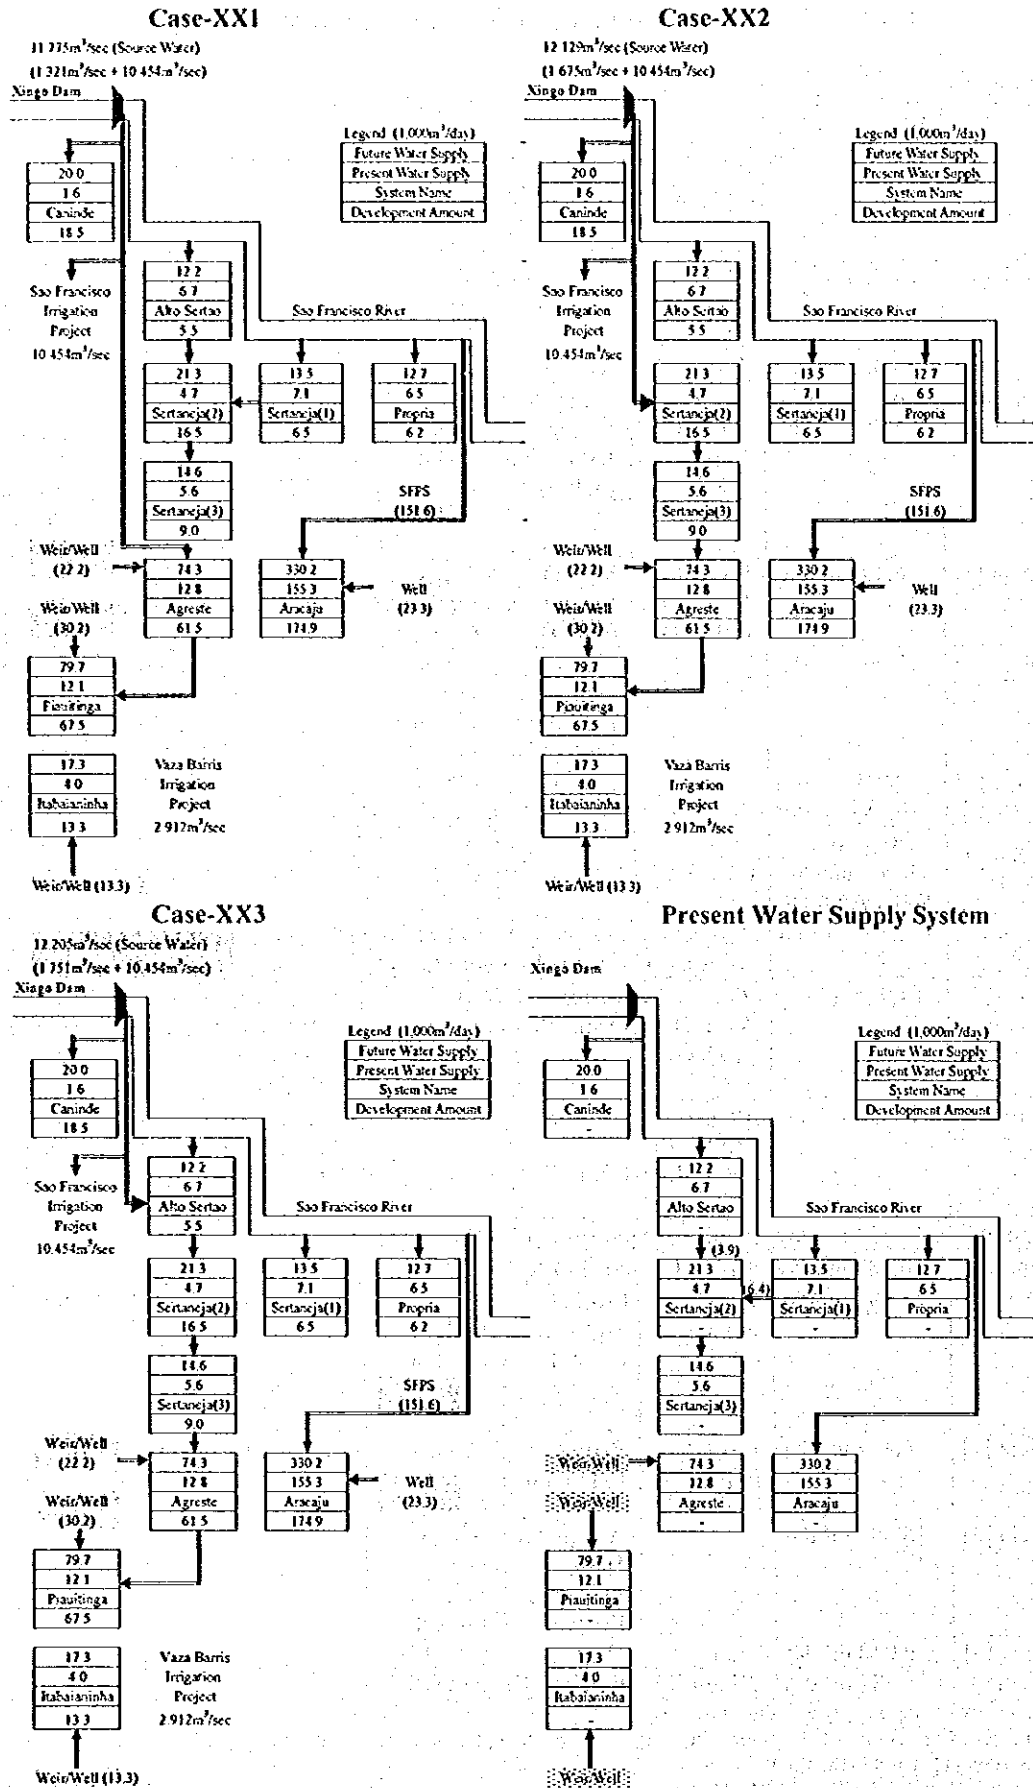 Case-XX1
11.775m³/sec (Source Water)
(1.321m³/sec + 10.454m³/sec)
Xingo Dam
Legend (1,000m³/day)
Future Water Supply
Present Water Supply
System Name
Development Amount
20.0
1.6
Caninde
18.5
Sao Francisco
Irrigation
Project
10.454m³/sec
12.2
6.7
Alto Sertao
5.5
Sao Francisco River
21.3
4.7
Sertaneja(2)
16.5
13.5
7.1
Sertaneja(1)
6.5
12.7
6.5
Propria
6.2
14.6
5.6
Sertaneja(3)
9.0
SFPS
(151.6)
Weir/Well
(22.2)
74.3
12.8
Agreste
61.5
330.2
155.3
Aracaju
174.9
Well
(23.3)
Weir/Well
(30.2)
79.7
12.1
Piauitinga
67.5
17.3
4.0
Itabaianinha
13.3
Vaza Barris
Irrigation
Project
2.912m³/sec
Weir/Well (13.3)
Case-XX2
12.129m³/sec (Source Water)
(1.675m³/sec + 10.454m³/sec)
Xingo Dam
Legend (1,000m³/day)
Future Water Supply
Present Water Supply
System Name
Development Amount
20.0
1.6
Caninde
18.5
Sao Francisco
Irrigation
Project
10.454m³/sec
12.2
6.7
Alto Sertao
5.5
Sao Francisco River
21.3
4.7
Sertaneja(2)
16.5
13.5
7.1
Sertaneja(1)
6.5
12.7
6.5
Propria
6.2
14.6
5.6
Sertaneja(3)
9.0
SFPS
(151.6)
Weir/Well
(22.2)
74.3
12.8
Agreste
61.5
330.2
155.3
Aracaju
174.9
Well
(23.3)
Weir/Well
(30.2)
79.7
12.1
Piauitinga
67.5
17.3
4.0
Itabaianinha
13.3
Vaza Barris
Irrigation
Project
2.912m³/sec
Weir/Well (13.3)
Case-XX3
12.205m³/sec (Source Water)
(1.751m³/sec + 10.454m³/sec)
Xingo Dam
Legend (1,000m³/day)
Future Water Supply
Present Water Supply
System Name
Development Amount
20.0
1.6
Caninde
18.5
Sao Francisco
Irrigation
Project
10.454m³/sec
12.2
6.7
Alto Sertao
5.5
Sao Francisco River
21.3
4.7
Sertaneja(2)
16.5
13.5
7.1
Sertaneja(1)
6.5
12.7
6.5
Propria
6.2
14.6
5.6
Sertaneja(3)
9.0
SFPS
(151.6)
Weir/Well
(22.2)
74.3
12.8
Agreste
61.5
330.2
155.3
Aracaju
174.9
Well
(23.3)
Weir/Well
(30.2)
79.7
12.1
Piauitinga
67.5
17.3
4.0
Itabaianinha
13.3
Vaza Barris
Irrigation
Project
2.912m³/sec
Weir/Well (13.3)
Present Water Supply System
Xingo Dam
Legend (1,000m³/day)
Future Water Supply
Present Water Supply
System Name
Development Amount
20.0
1.6
Caninde
-
12.2
6.7
Alto Sertao
-
Sao Francisco River
(3.9)
21.3
4.7
Sertaneja(2)
-
(6.4)
13.5
7.1
Sertaneja(1)
-
12.7
6.5
Propria
-
14.6
5.6
Sertaneja(3)
-
Weir/Well
74.3
12.8
Agreste
-
330.2
155.3
Aracaju
-
Weir/Well
79.7
12.1
Piauitinga
-
17.3
4.0
Itabaianinha
-
Weir/Well